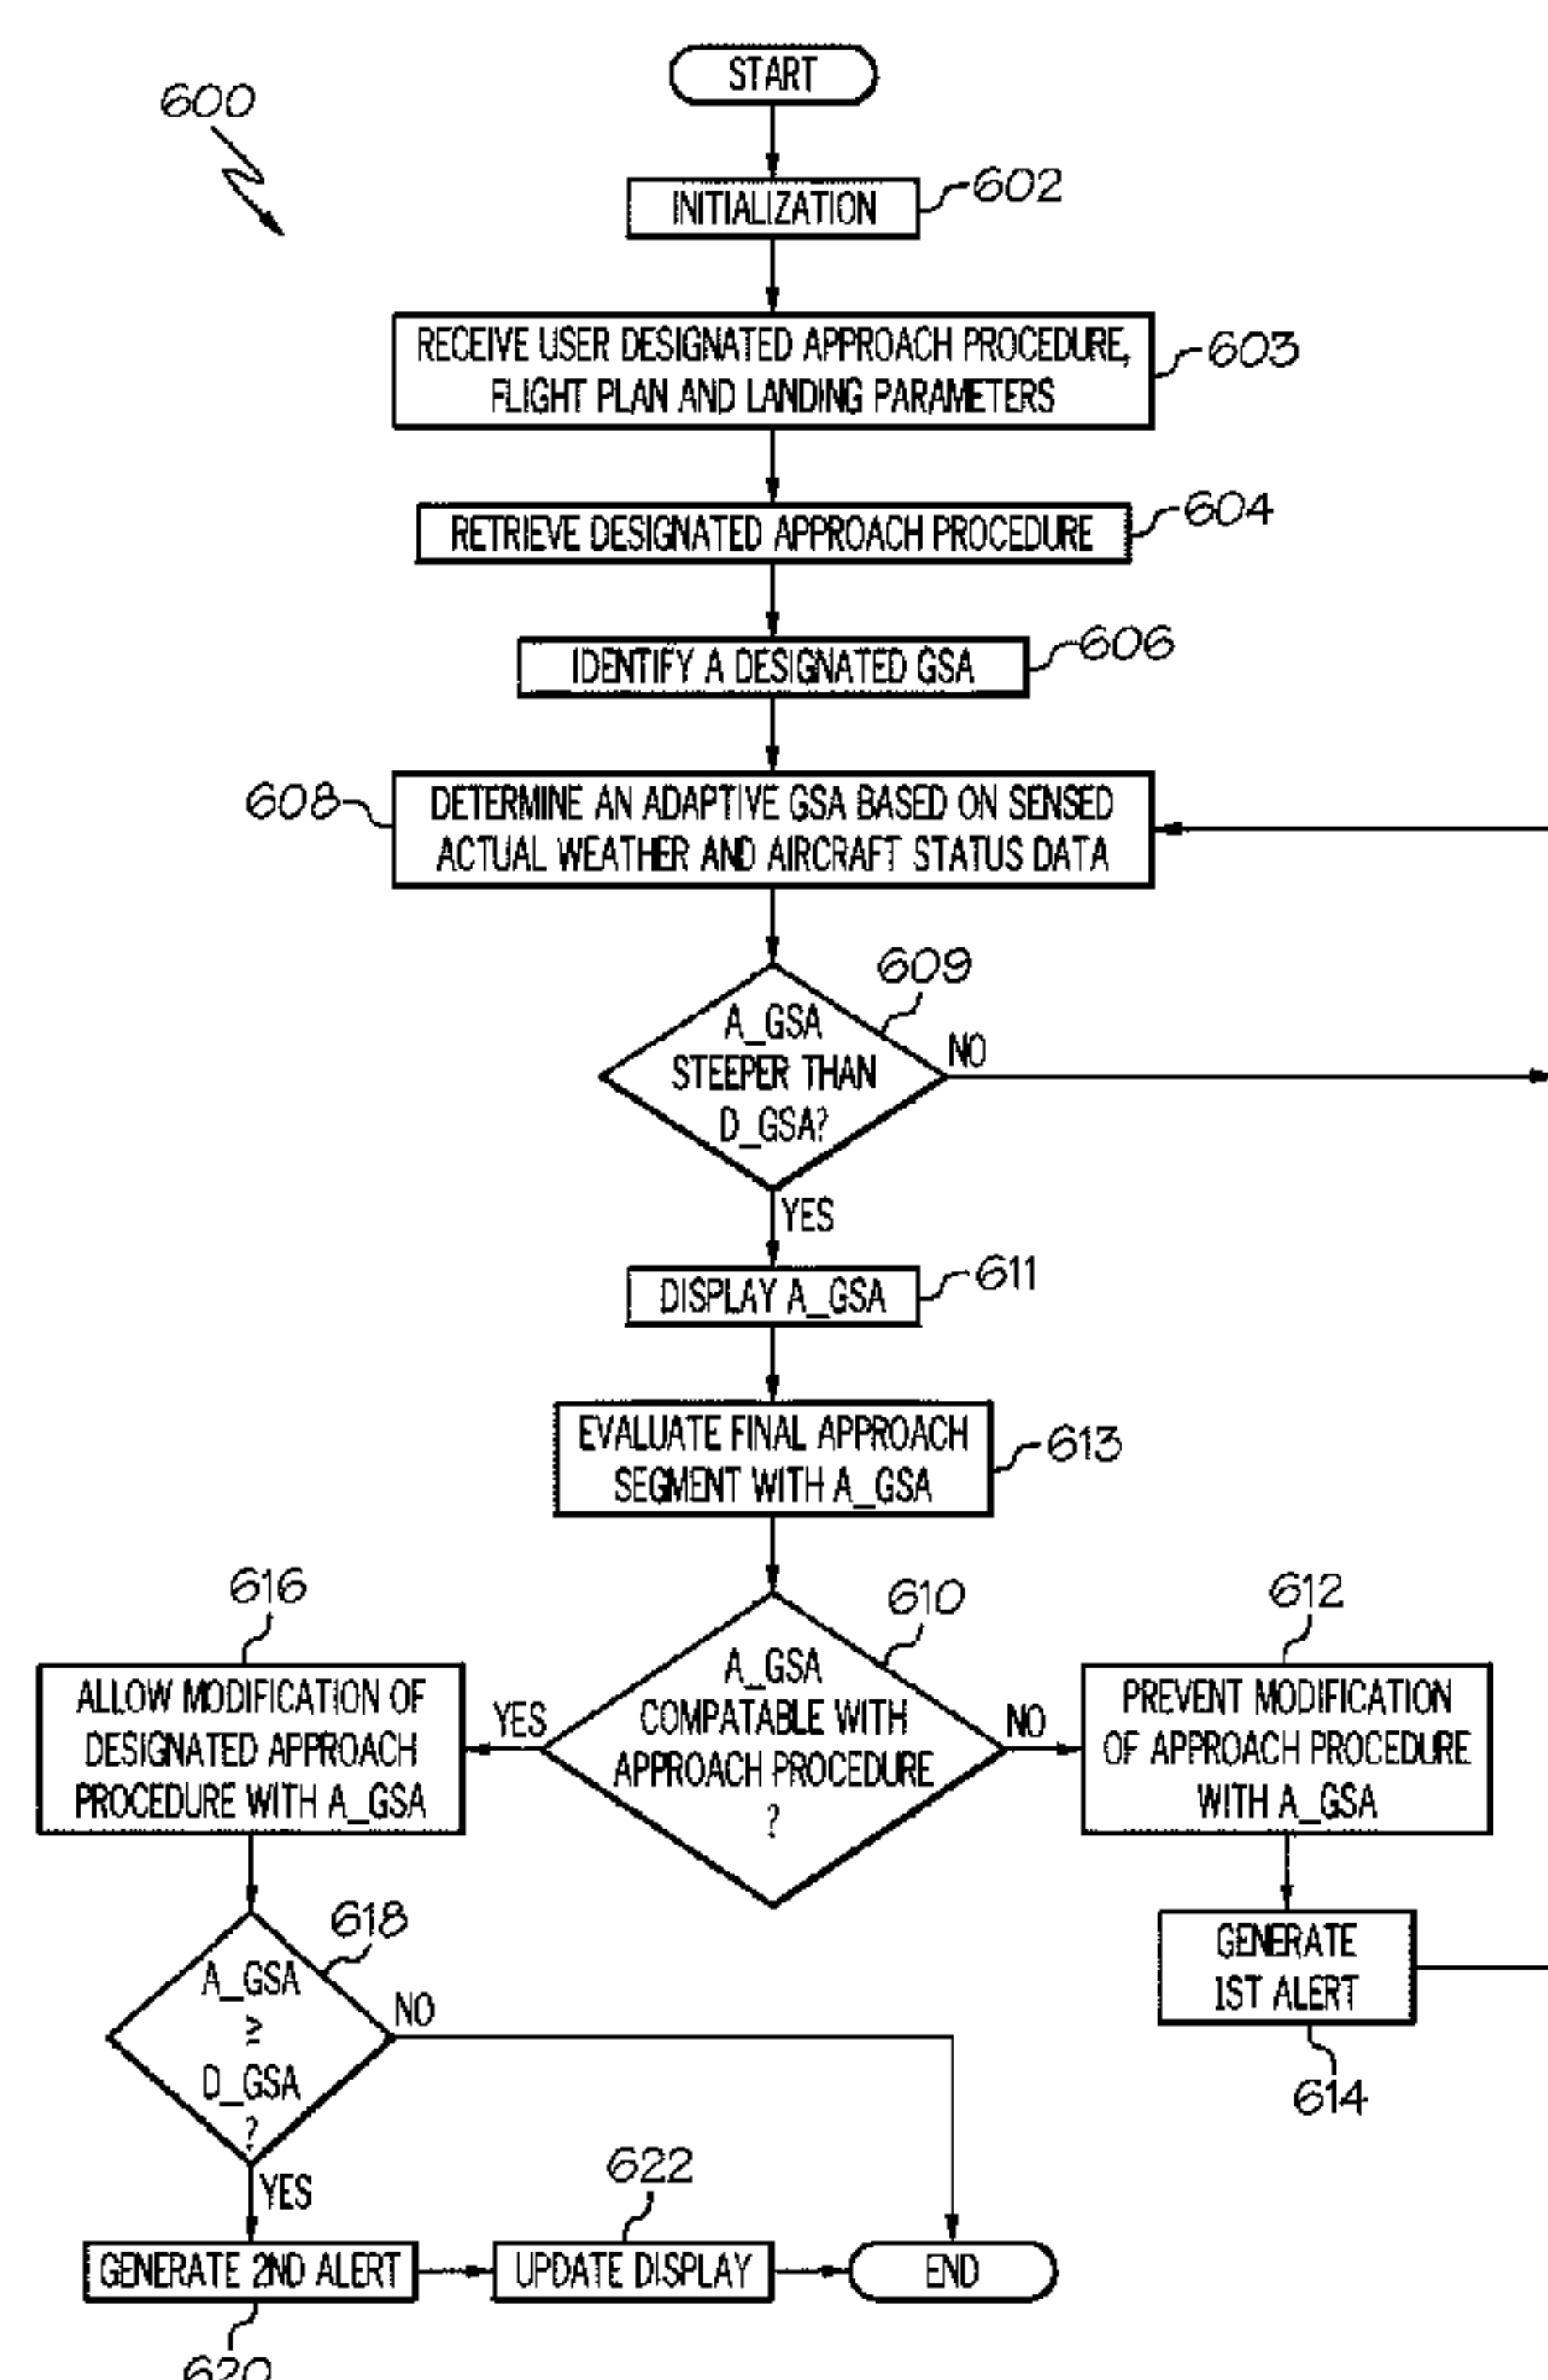 600
START
INITIALIZATION
602
RECEIVE USER DESIGNATED APPROACH PROCEDURE,
FLIGHT PLAN AND LANDING PARAMETERS
603
RETRIEVE DESIGNATED APPROACH PROCEDURE
604
IDENTIFY A DESIGNATED GSA
606
608
DETERMINE AN ADAPTIVE GSA BASED ON SENSED
ACTUAL WEATHER AND AIRCRAFT STATUS DATA
609
A_GSA
STEEPER THAN
D_GSA?
NO
YES
DISPLAY A_GSA
611
EVALUATE FINAL APPROACH
SEGMENT WITH A_GSA
613
616
610
612
ALLOW MODIFICATION OF
DESIGNATED APPROACH
PROCEDURE WITH A_GSA
YES
A_GSA
COMPATABLE WITH
APPROACH PROCEDURE
?
NO
PREVENT MODIFICATION
OF APPROACH PROCEDURE
WITH A_GSA
618
A_GSA
≥
D_GSA
?
NO
GENERATE
1ST ALERT
614
YES
622
GENERATE 2ND ALERT
UPDATE DISPLAY
END
620